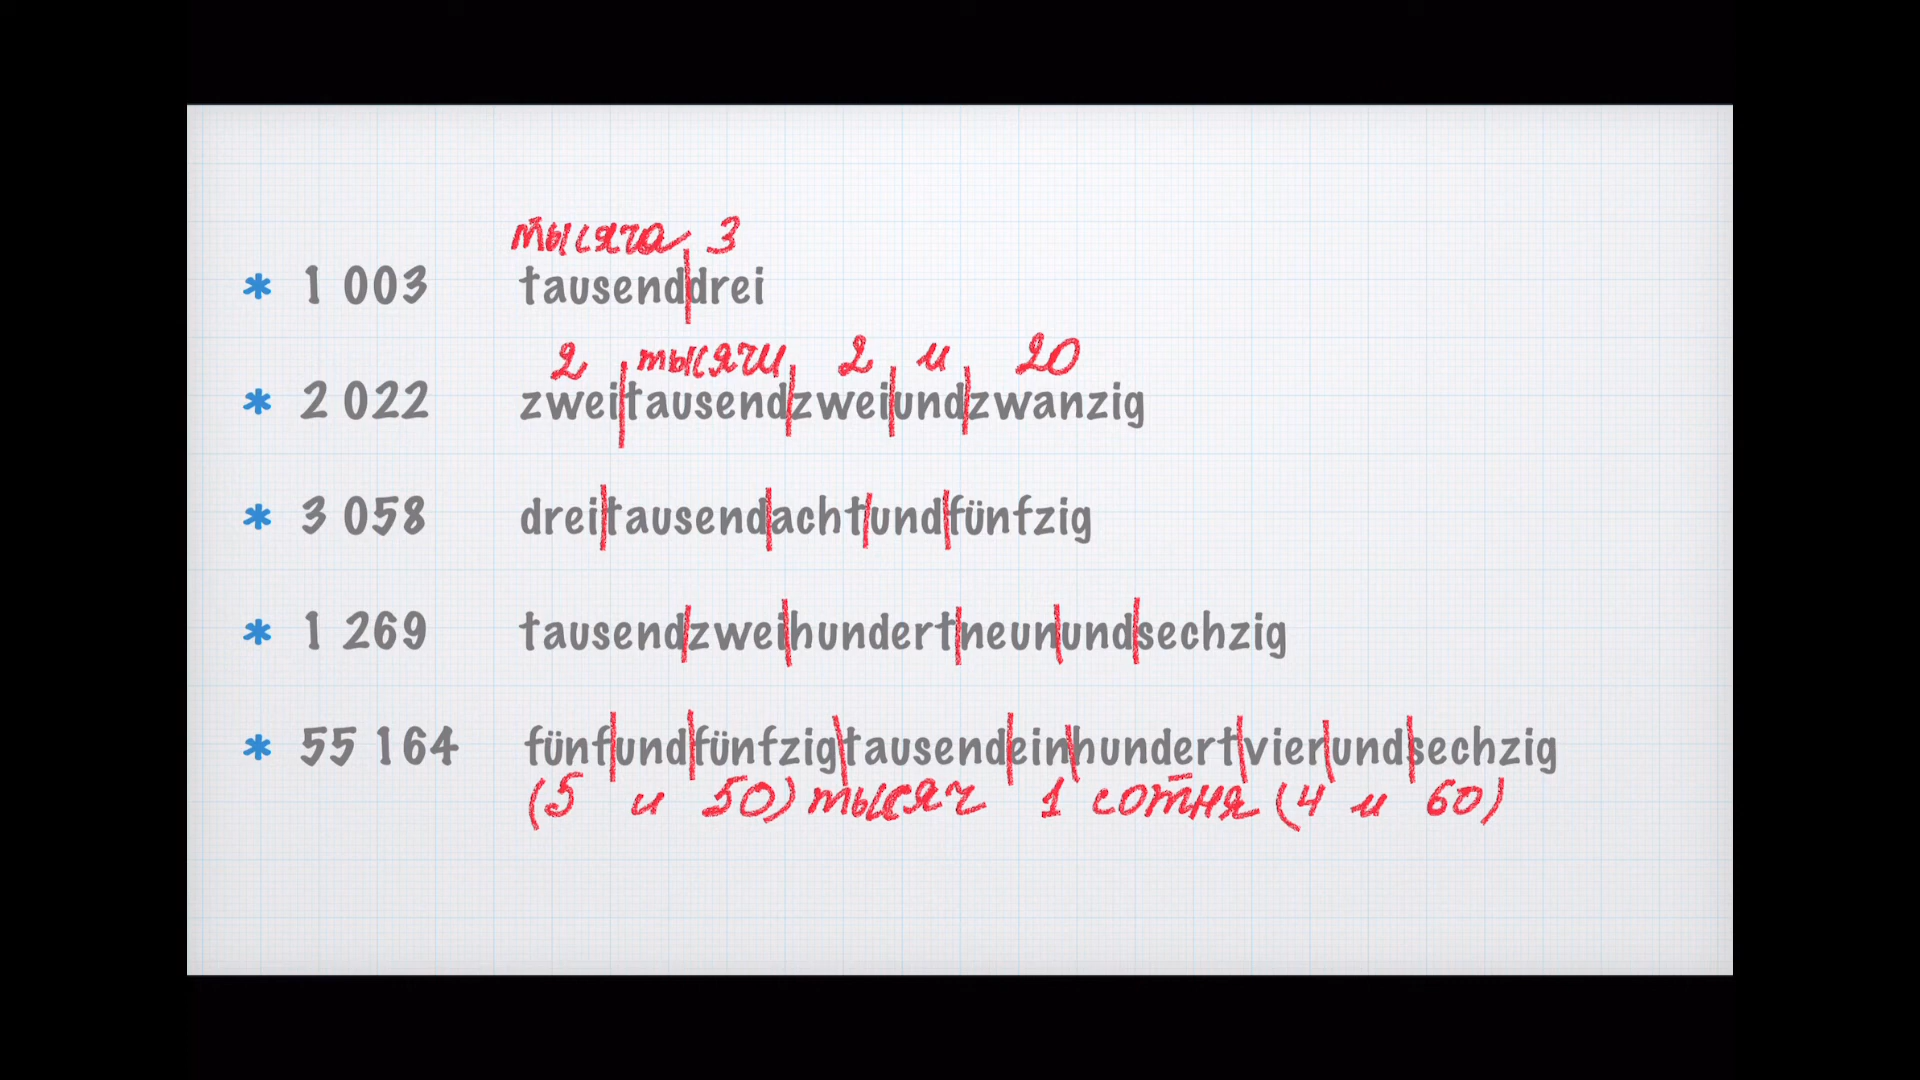 тысяча 3
* 1 003 tausenddrei
2 тысячи 2 и 20
* 2 022 zweitausendzweiundzwanzig
* 3 058 dreitausendachtundfünfzig
* 1 269 tausendzweihundertneunundsechzig
* 55 164 fünfundfünfzigtausendeinhundertvierundsechzig
(5 и 50) тысяч 1 сотня (4 и 60)